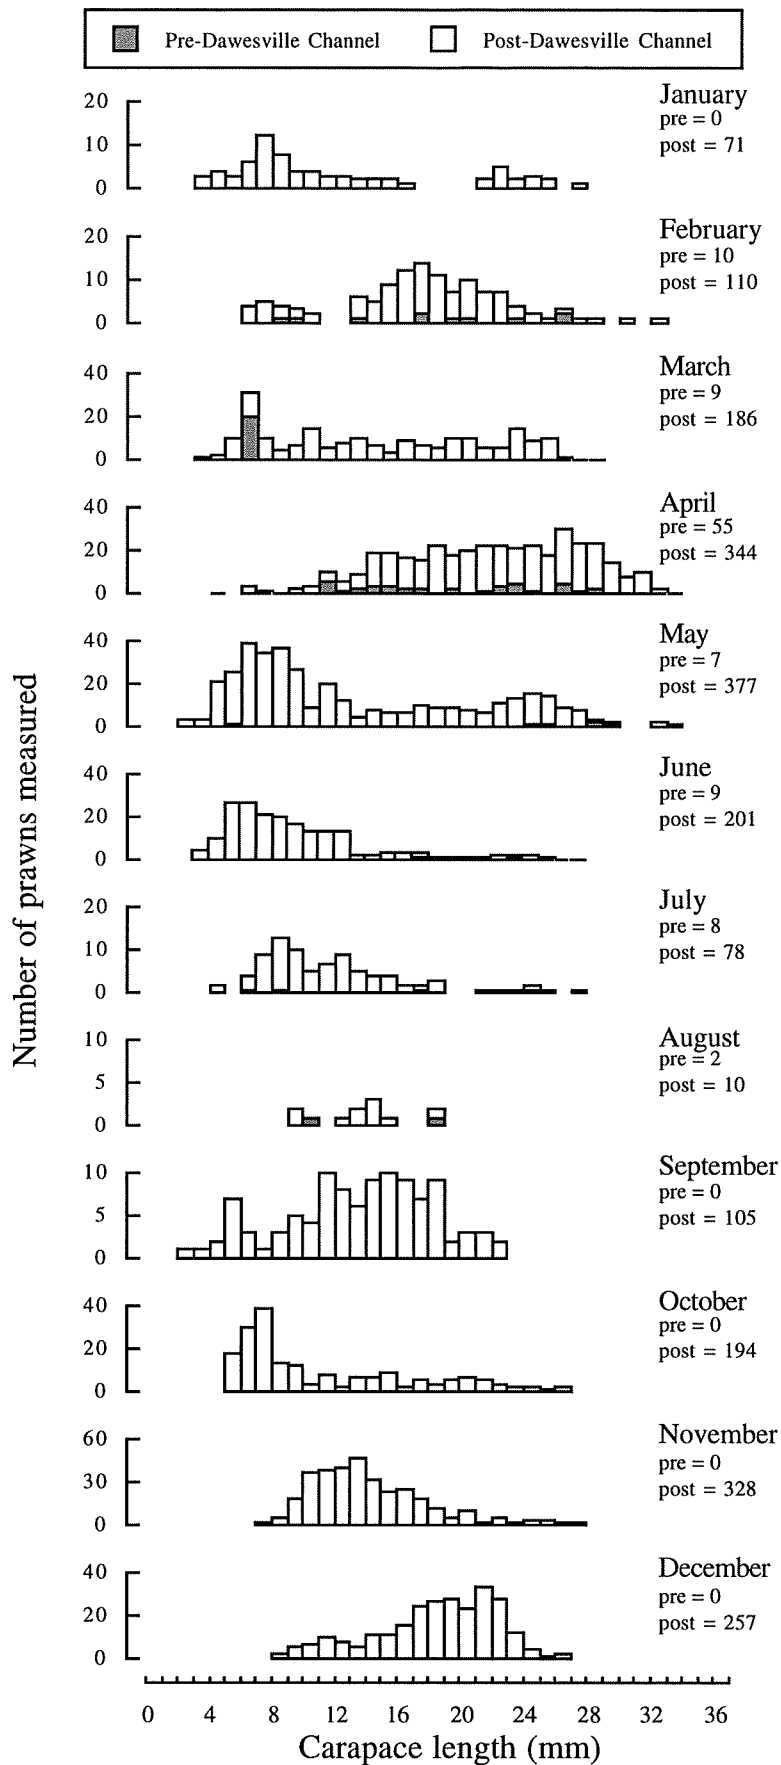 Pre-Dawesville Channel Post-Dawesville Channel
January
pre = 0
post = 71
20
10
0
February
pre = 10
post = 110
20
10
0
March
pre = 9
post = 186
40
20
0
April
pre = 55
post = 344
40
20
0
May
pre = 7
post = 377
40
20
0
June
pre = 9
post = 201
40
20
0
July
pre = 8
post = 78
20
10
0
August
pre = 2
post = 10
10
5
0
September
pre = 0
post = 105
10
5
0
October
pre = 0
post = 194
40
20
0
November
pre = 0
post = 328
60
30
0
December
pre = 0
post = 257
40
20
0
Number of prawns measured
0 4 8 12 16 20 24 28 32 36
Carapace length (mm)